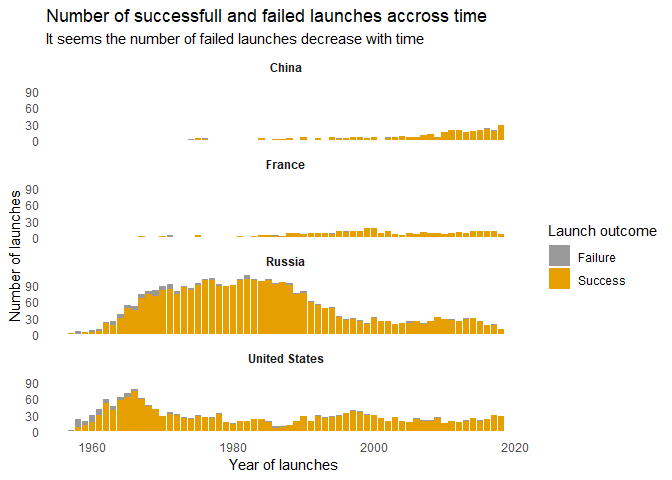 Number of successfull and failed launches accross time
It seems the number of failed launches decrease with time
China
90
60
30
0
France
90
60
30
0
Russia
90
60
30
0
United States
90
60
30
0
1960 1980 2000 2020
Year of launches
Number of launches
Launch outcome
Failure
Success